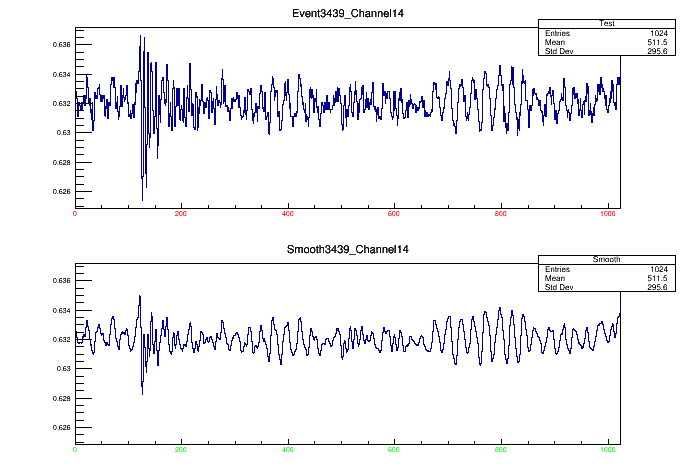 Event3439_Channel14
Test
Entries 1024
Mean 511.5
Std Dev 295.6
0.636
0.634
0.632
0.63
0.628
0.626
0 200 400 600 800 1000
Smooth3439_Channel14
Smooth
Entries 1024
Mean 511.5
Std Dev 295.6
0.636
0.634
0.632
0.63
0.628
0.626
0 200 400 600 800 1000